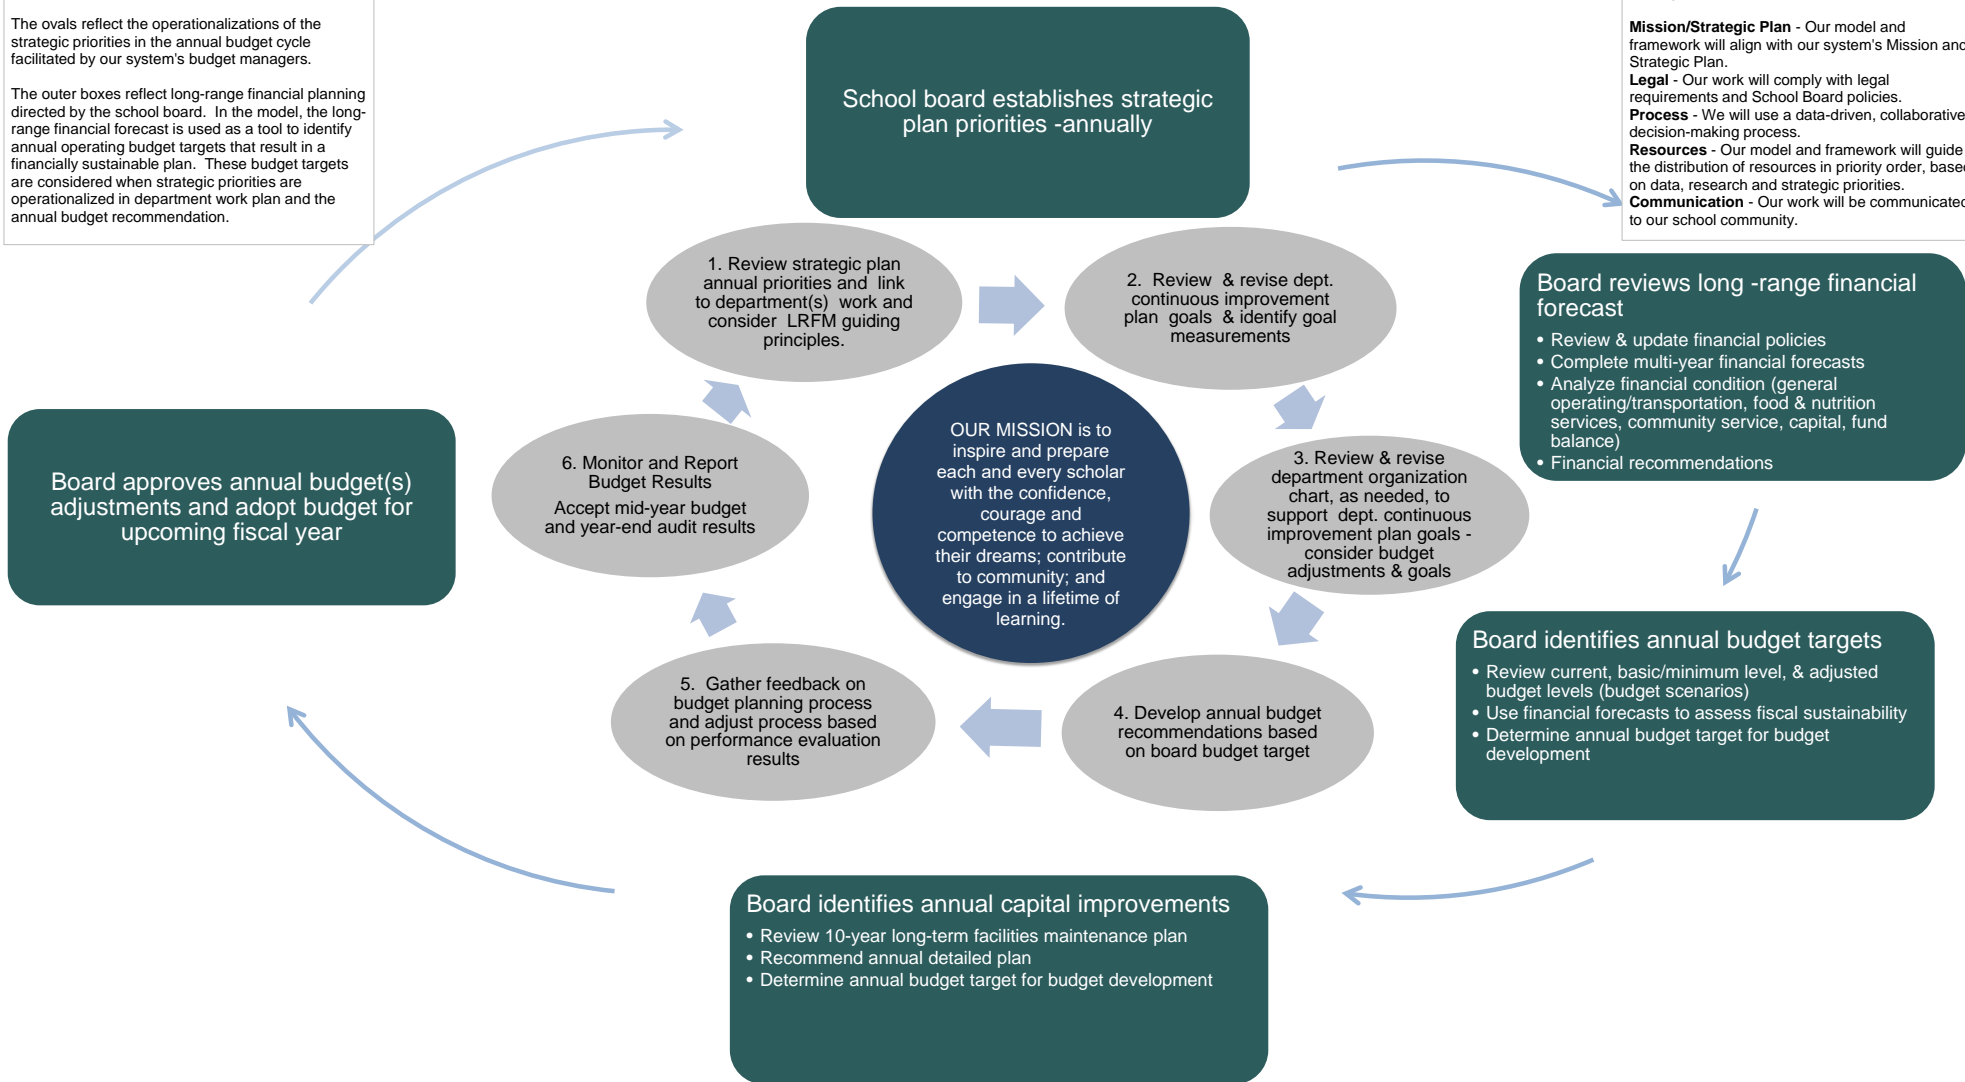 The ovals reflect the operationalizations of the
strategic priorities in the annual budget cycle
facilitated by our system's budget managers.
The outer boxes reflect long-range financial planning
directed by the school board.  In the model, the long-
range financial forecast is used as a tool to identify
annual operating budget targets that result in a
financially sustainable plan.  These budget targets
are considered when strategic priorities are
operationalized in department work plan and the
annual budget recommendation.
School board establishes strategic
plan priorities -annually
Mission/Strategic Plan - Our model and
framework will align with our system's Mission and
Strategic Plan.
Legal - Our work will comply with legal
requirements and School Board policies.
Process - We will use a data-driven, collaborative
decision-making process.
Resources - Our model and framework will guide
the distribution of resources in priority order, based
on data, research and strategic priorities.
Communication - Our work will be communicated
to our school community.
1. Review strategic plan
annual priorities and  link
to department(s)  work and
consider  LRFM guiding
principles.
2.  Review  & revise dept.
continuous improvement
plan  goals  & identify goal
measurements
Board reviews long -range financial
forecast
• Review & update financial policies
• Complete multi-year financial forecasts
• Analyze financial condition (general
operating/transportation, food & nutrition
services, community service, capital, fund
balance)
• Financial recommendations
Board approves annual budget(s)
adjustments and adopt budget for
upcoming fiscal year
6. Monitor and Report
Budget Results
Accept mid-year budget
and year-end audit results
OUR MISSION is to
inspire and prepare
each and every scholar
with the confidence,
courage and
competence to achieve
their dreams; contribute
to community; and
engage in a lifetime of
learning.
3. Review & revise
department organization
chart, as needed, to
support  dept. continuous
improvement plan goals -
consider budget
adjustments & goals
Board identifies annual budget targets
• Review current, basic/minimum level, & adjusted
budget levels (budget scenarios)
• Use financial forecasts to assess fiscal sustainability
• Determine annual budget target for budget
development
5.  Gather feedback on
budget planning process
and adjust process based
on performance evaluation
results
4. Develop annual budget
recommendations based
on board budget target
Board identifies annual capital improvements
• Review 10-year long-term facilities maintenance plan
• Recommend annual detailed plan
• Determine annual budget target for budget development